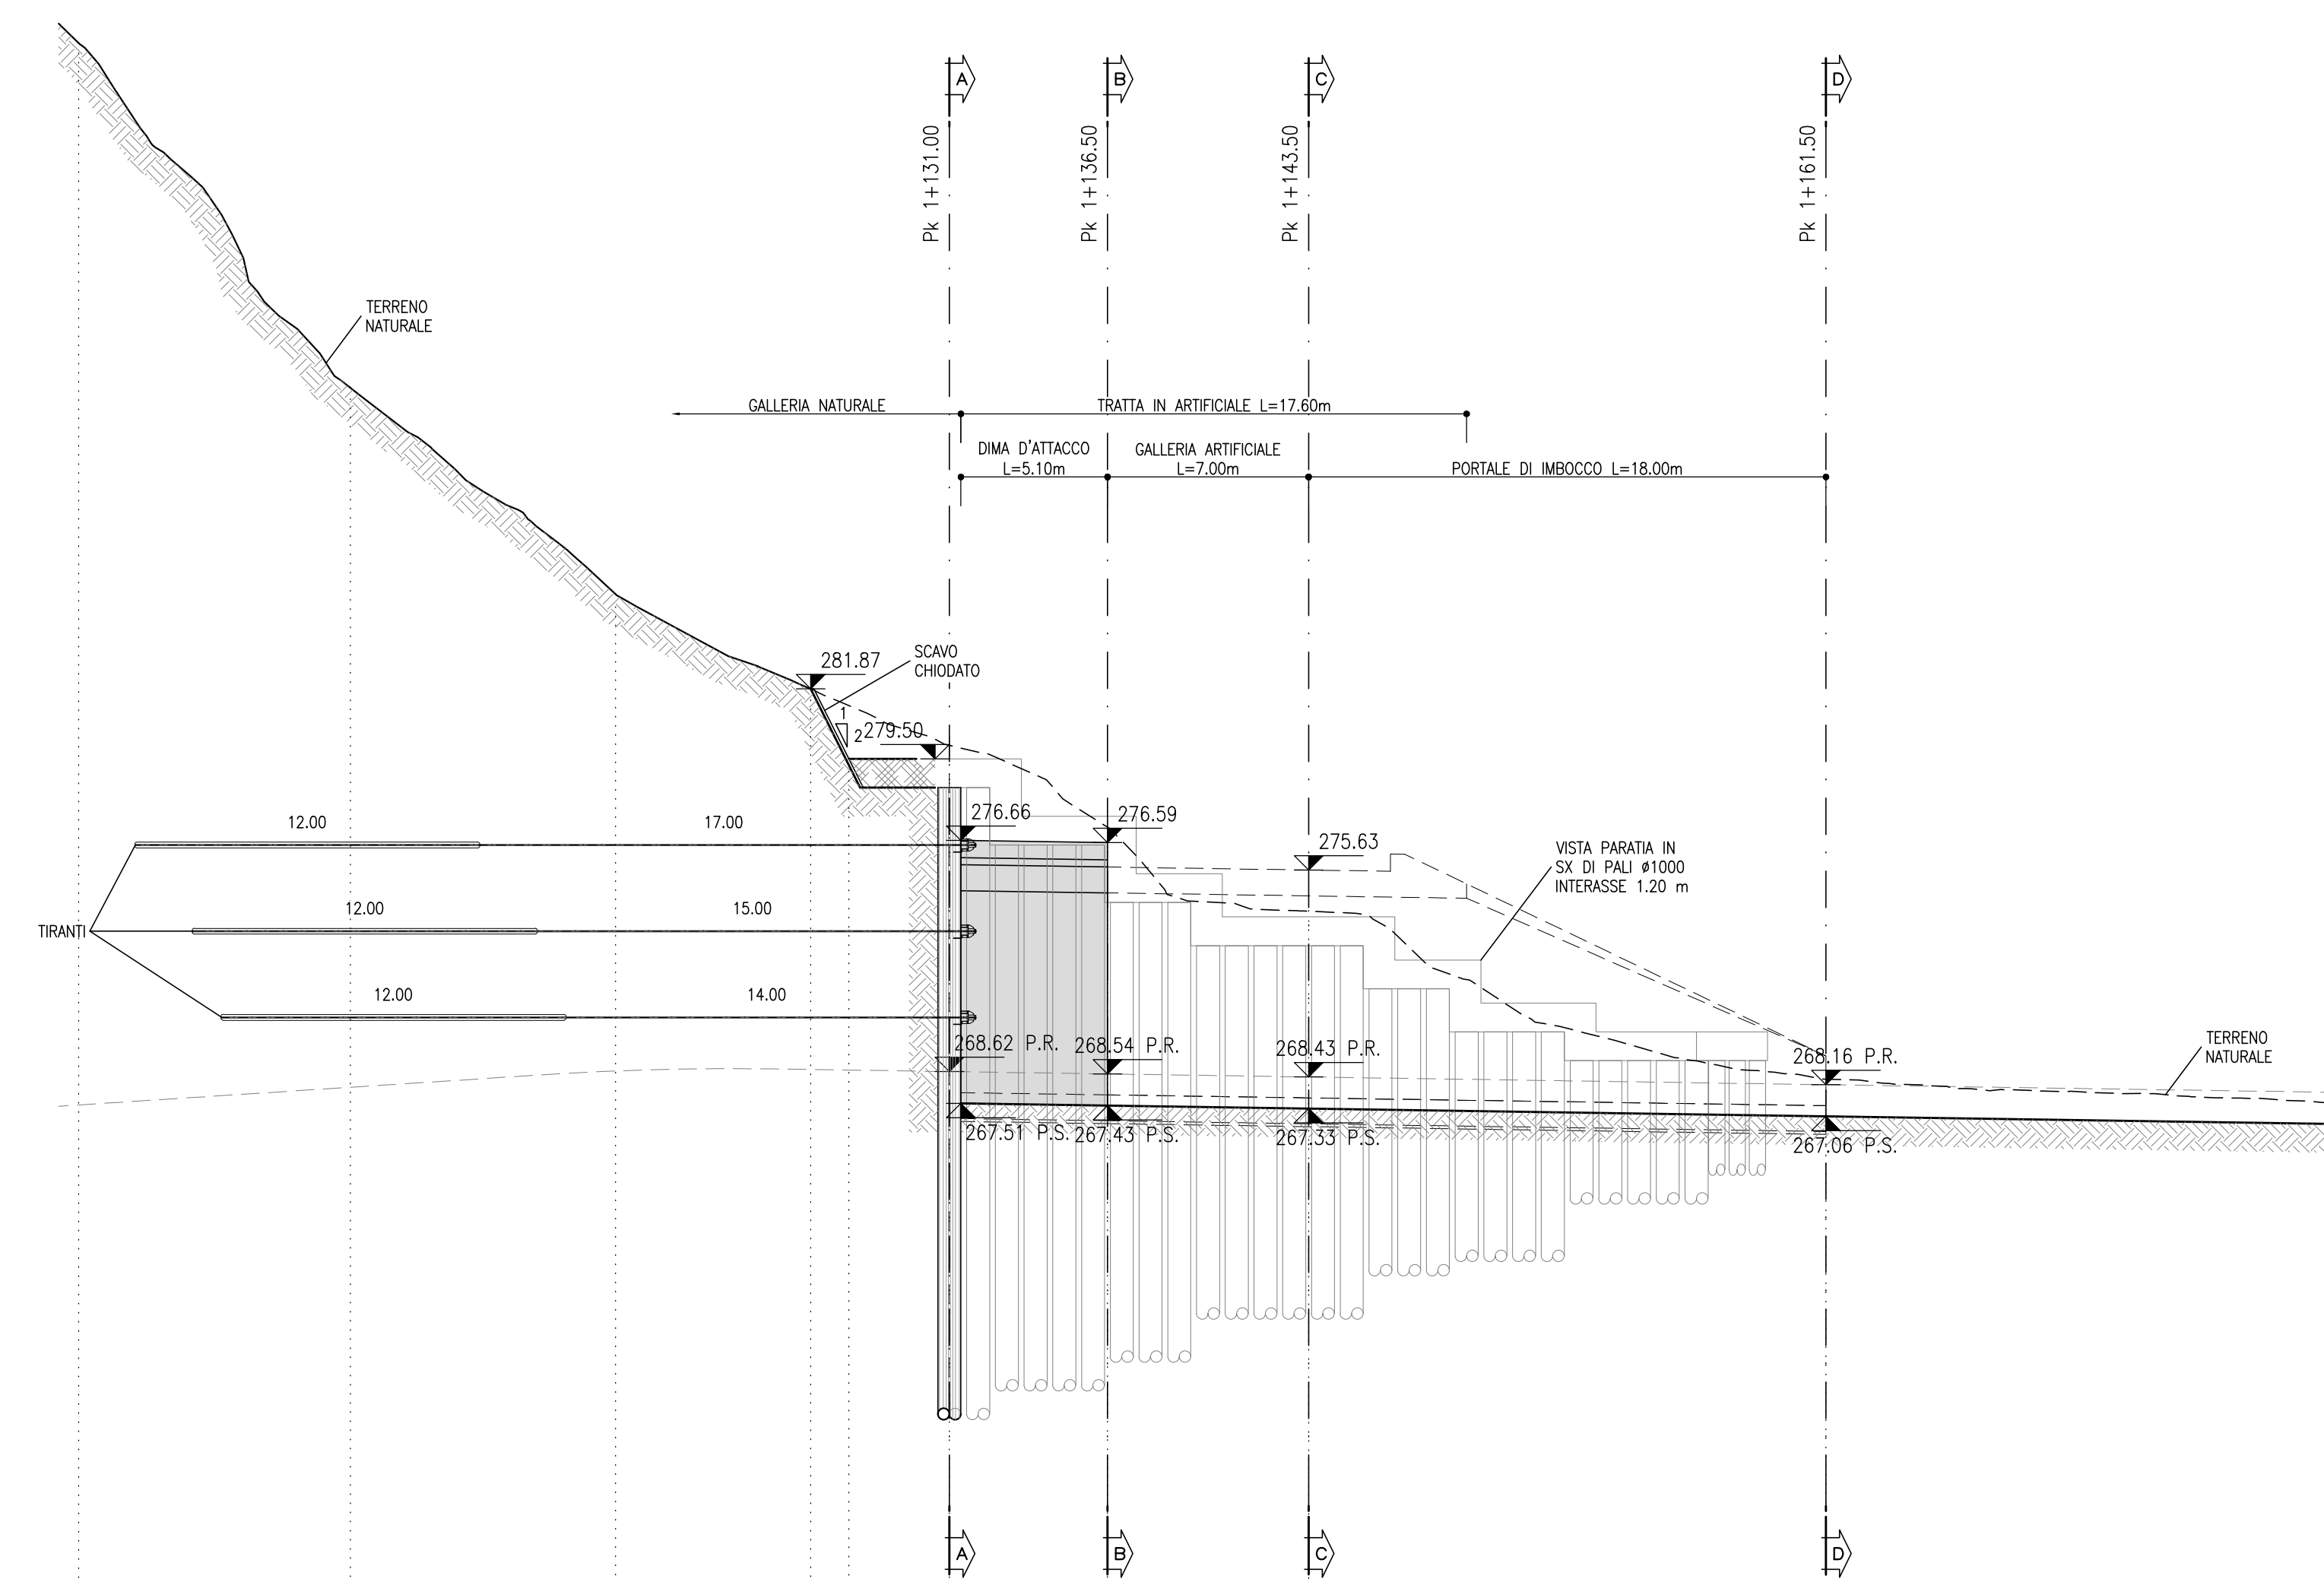 A
B
C
D
Pk 1+131.00
Pk 1+136.50
Pk 1+143.50
Pk 1+161.50
TERRENO
NATURALE
GALLERIA NATURALE
TRATTA IN ARTIFICIALE L=17.60m
DIMA D'ATTACCO
L=5.10m
GALLERIA ARTIFICIALE
L=7.00m
PORTALE DI IMBOCCO L=18.00m
SCAVO
CHIODATO
281.87
1
2
279.50
276.66
276.59
275.63
12.00
17.00
VISTA PARATIA IN
SX DI PALI ø1000
INTERASSE 1.20 m
12.00
15.00
TIRANTI
12.00
14.00
268.62 P.R.
268.54 P.R.
268.43 P.R.
268.16 P.R.
TERRENO
NATURALE
267.51 P.S.
267.43 P.S.
267.33 P.S.
267.06 P.S.
A
B
C
D